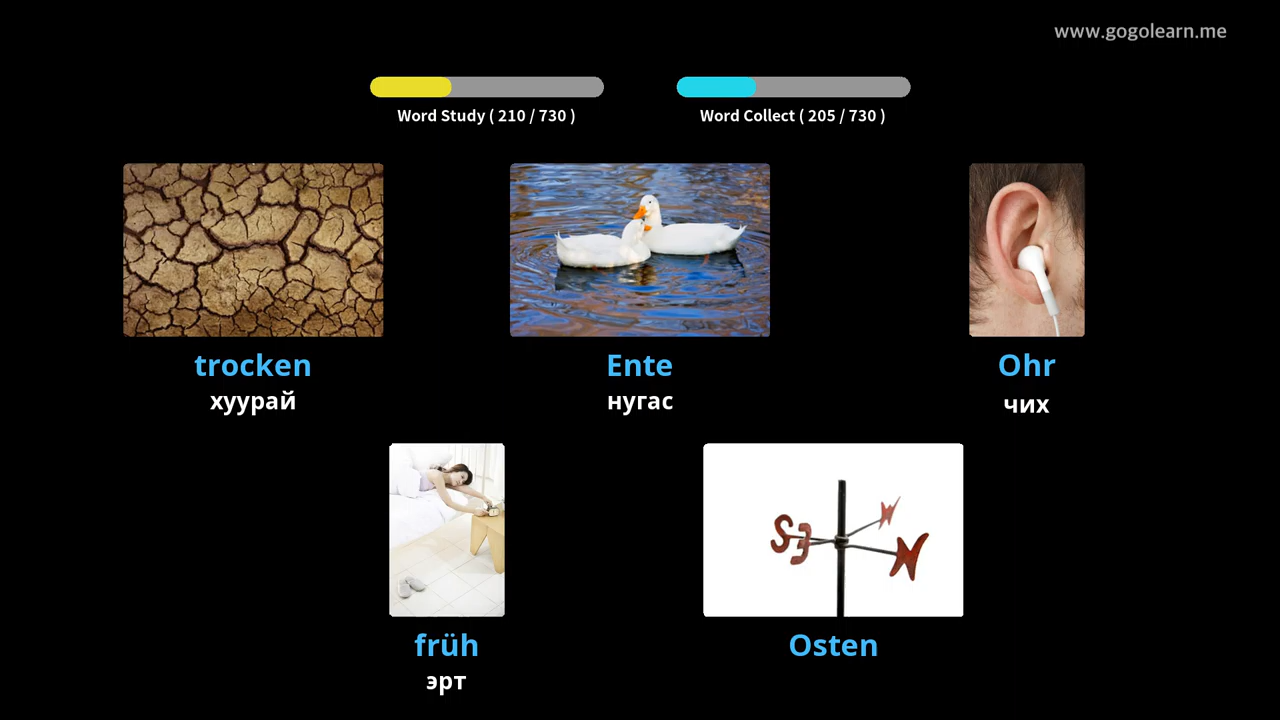 www.gogolearn.me
Word Study ( 210 / 730 )
Word Collect ( 205 / 730 )
trocken
хуурай
Ente
нугас
Ohr
чих
früh
эрт
S
E
N
W
Osten